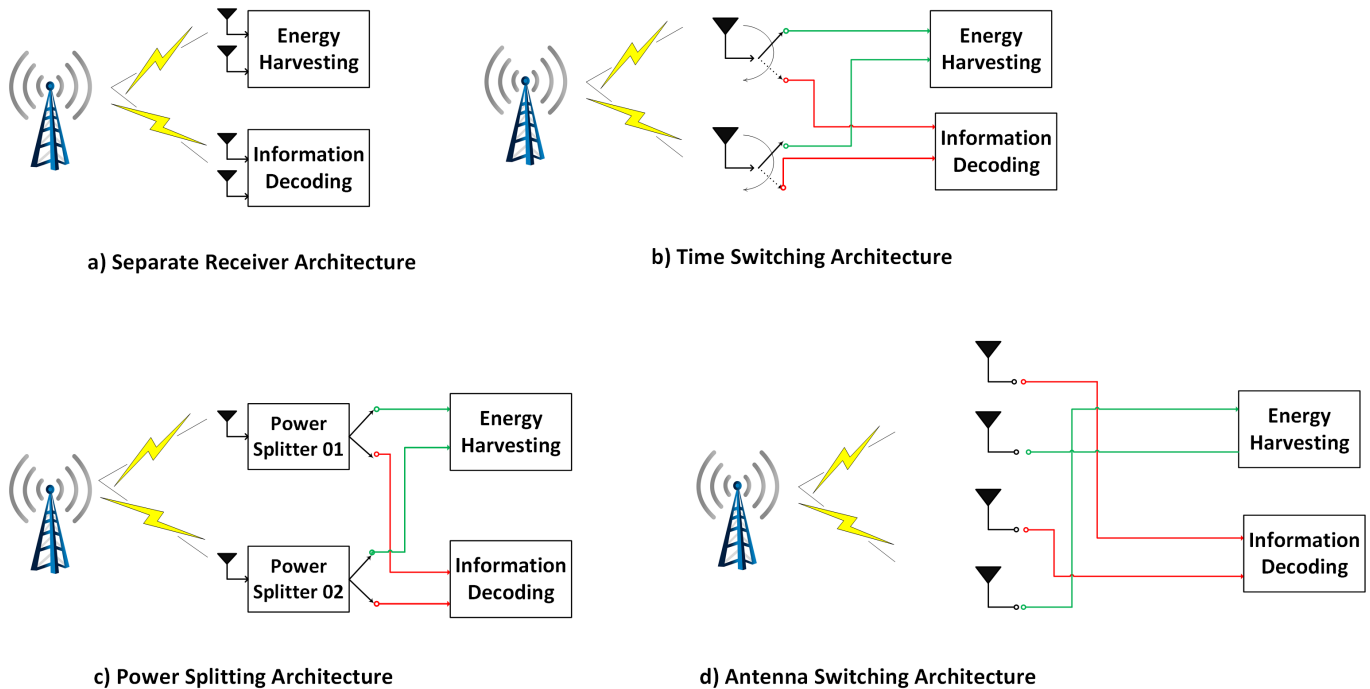 Energy
Harvesting
Information
Decoding
a) Separate Receiver Architecture
Energy
Harvesting
Information
Decoding
b) Time Switching Architecture
Power
Splitter 01
Energy
Harvesting
Power
Splitter 02
Information
Decoding
c) Power Splitting Architecture
Energy
Harvesting
Information
Decoding
d) Antenna Switching Architecture